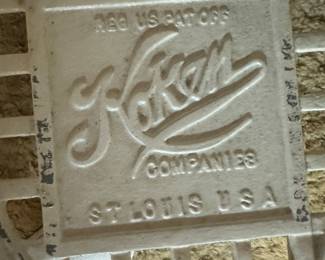 REG US PAT OFF
Koken
COMPANIES
ST LOUIS USA